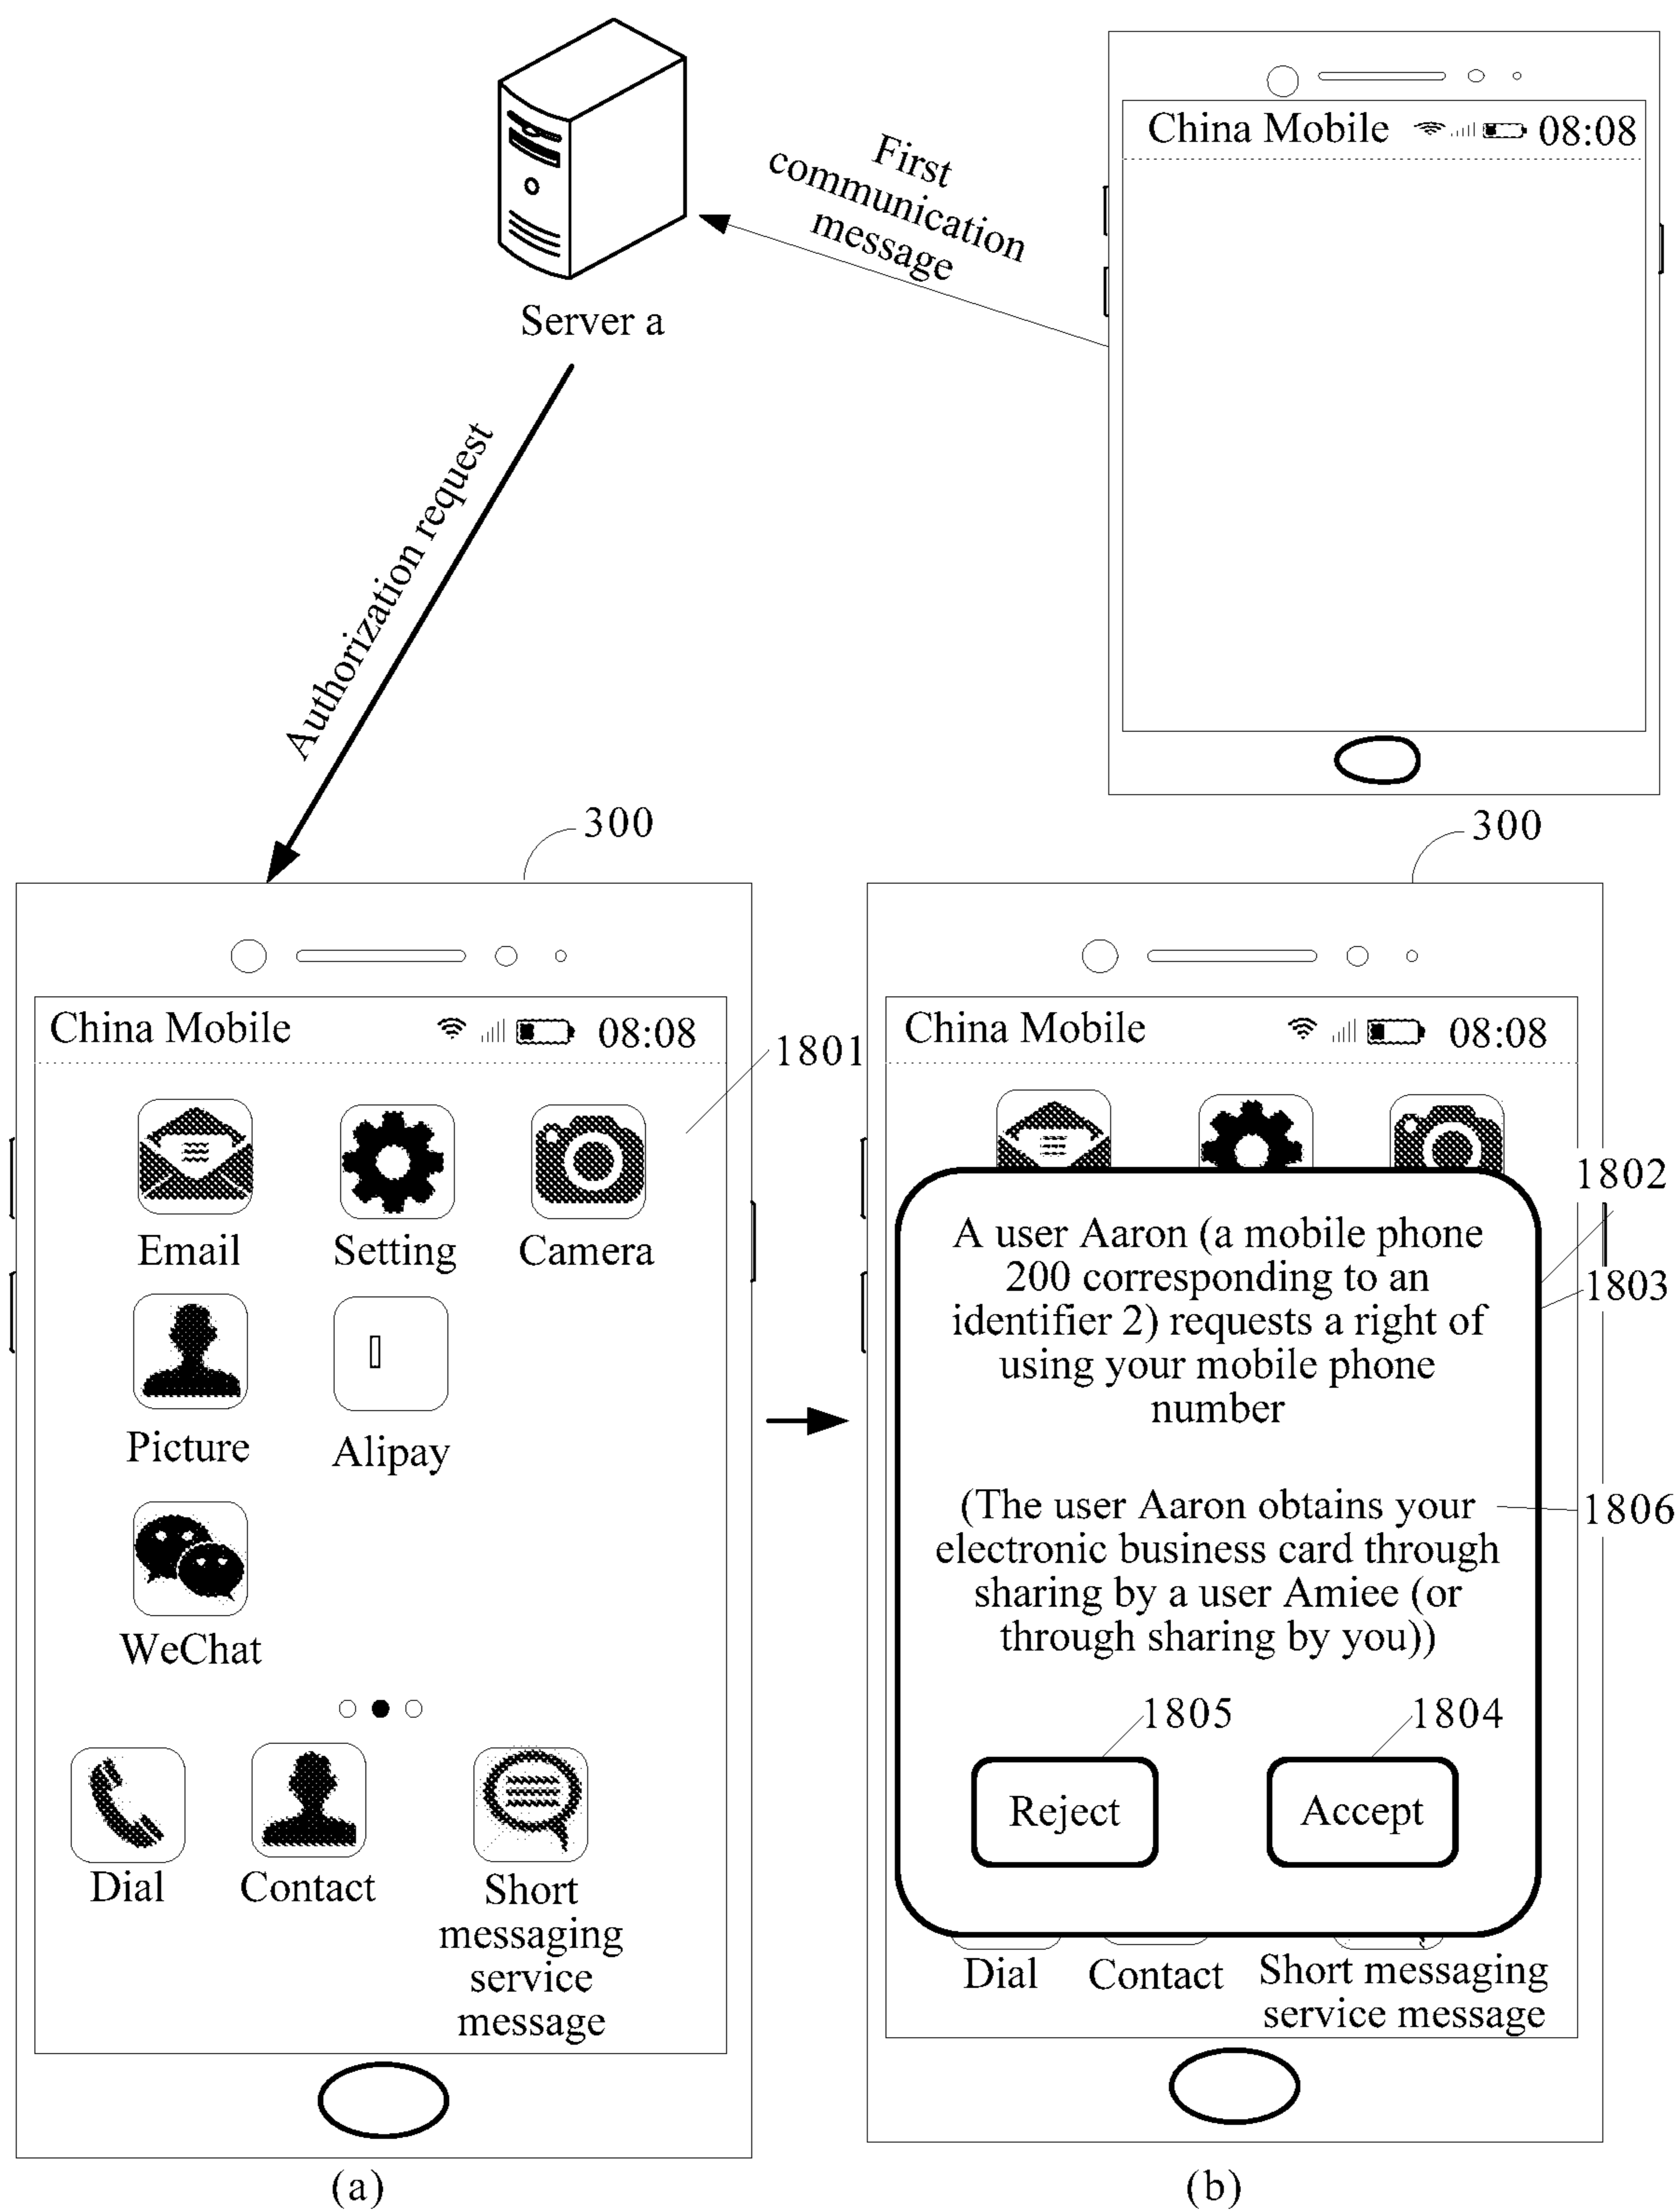 China Mobile 08:08
First
communication
message
Server a
Authorization request
300
300
China Mobile 08:08
1801
Email Setting Camera
Picture Alipay
WeChat
Dial Contact Short
messaging
service
message
(a)
China Mobile 08:08
1802
1803
A user Aaron (a mobile phone
200 corresponding to an
identifier 2) requests a right of
using your mobile phone
number
(The user Aaron obtains your
electronic business card through
sharing by a user Amiee (or
through sharing by you))
1806
1805
1804
Reject Accept
Dial Contact Short messaging
service message
(b)